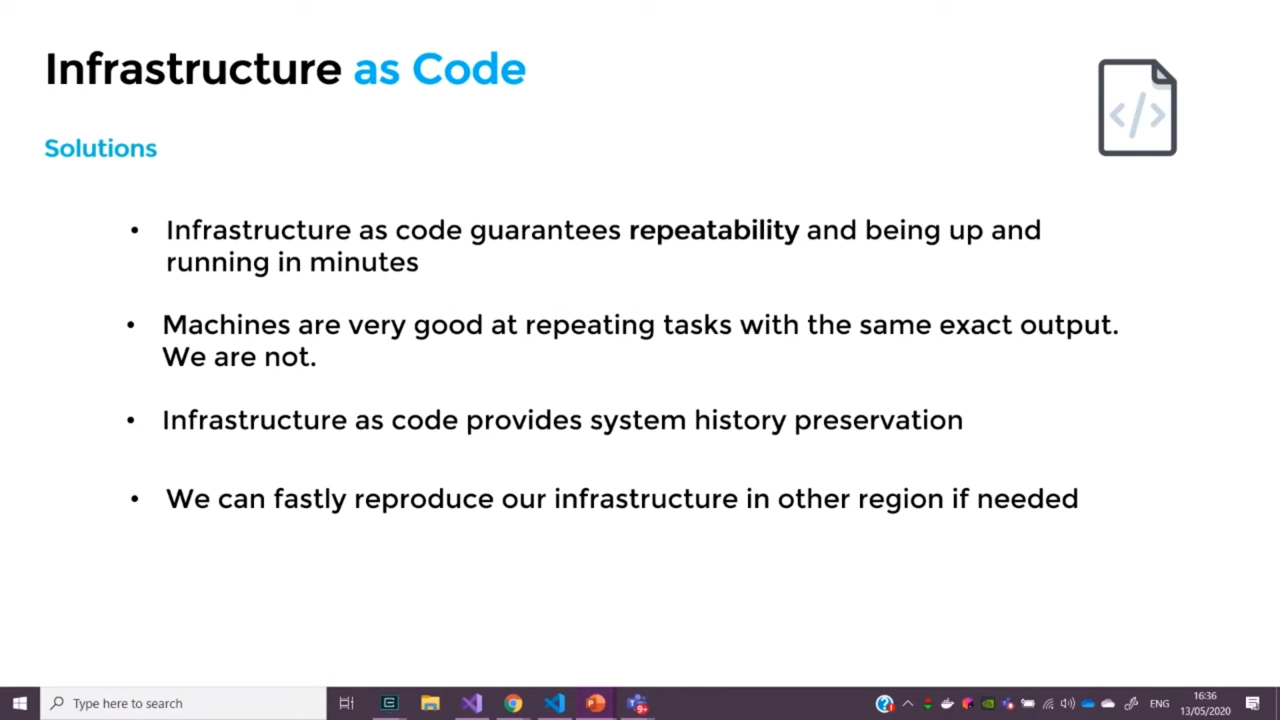 Infrastructure as Code
</>
Solutions
• Infrastructure as code guarantees repeatability and being up and
running in minutes
• Machines are very good at repeating tasks with the same exact output.
We are not.
• Infrastructure as code provides system history preservation
• We can fastly reproduce our infrastructure in other region if needed
Type here to search
9+
ENG
16:36
13/05/2020